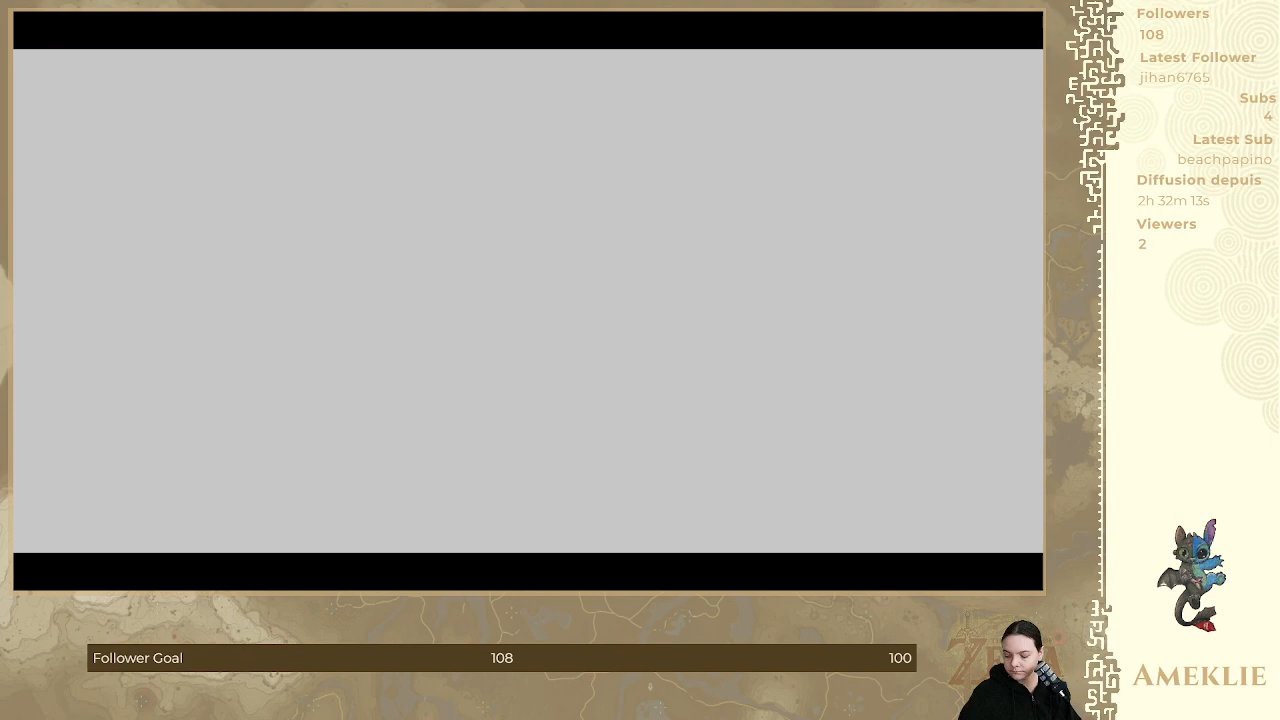 Followers
108
Latest Follower
jihan6765
Subs
4
Latest Sub
beachpapino
Diffusion depuis
2h 32m 13s
Viewers
2
Follower Goal 108 100
ZELDA
AMEKLIE